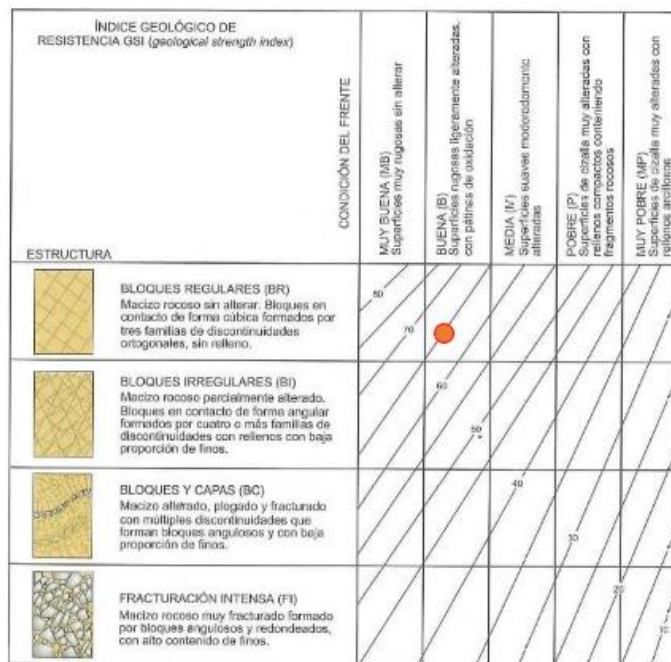 ÍNDICE GEOLÓGICO DE
RESISTENCIA GSI (geological strength index)
CONDICIÓN DEL FRENTE
MUY BUENA (MB)
Superficies muy rugosas sin alterar
BUENA (B)
Superficies rugosas ligeramente alteradas,
con pátinas de oxidación
MEDIA (M)
Superficies suaves moderadamente
alteradas
POBRE (P)
Superficies de cizalla muy alteradas con
rellenos compactos conteniendo
fragmentos rocosos
MUY POBRE (MP)
Superficies de cizalla muy alteradas con
rellenos arcillosos
ESTRUCTURA
BLOQUES REGULARES (BR)
Macizo rocoso sin alterar. Bloques en
contacto de forma cúbica formados por
tres familias de discontinuidades
ortogonales, sin relleno.
80
70
BLOQUES IRREGULARES (BI)
Macizo rocoso parcialmente alterado.
Bloques en contacto de forma angular
formados por cuatro o más familias de
discontinuidades con rellenos con baja
proporción de finos.
60
50
BLOQUES Y CAPAS (BC)
Macizo alterado, plegado y fracturado
con múltiples discontinuidades que
forman bloques angulosos y con baja
proporción de finos.
40
30
FRACTURACIÓN INTENSA (FI)
Macizo rocoso muy fracturado formado
por bloques angulosos y redondeados,
con alto contenido de finos.
20
10